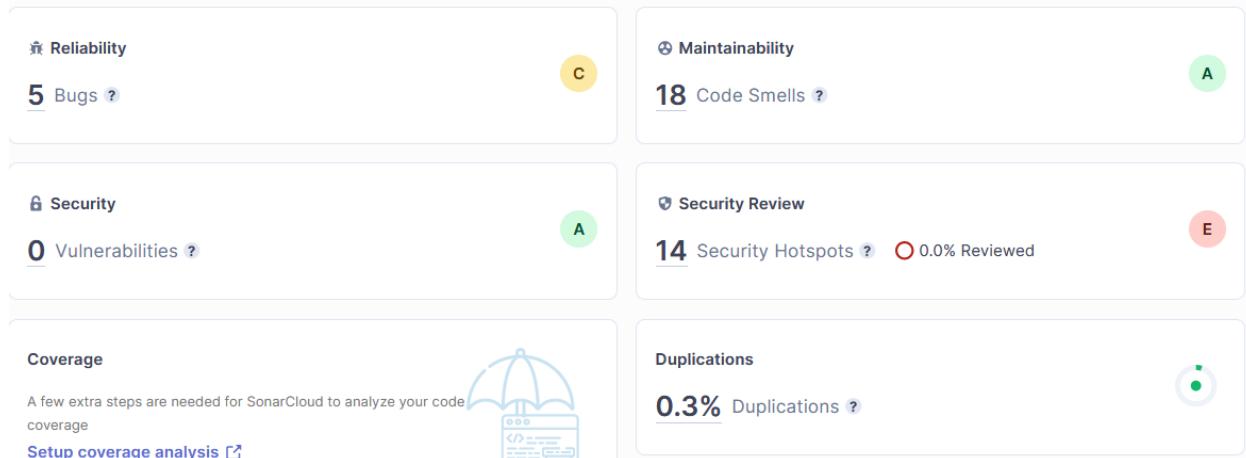 Reliability
5 Bugs ?
C
Maintainability
18 Code Smells ?
A
Security
0 Vulnerabilities ?
A
Security Review
14 Security Hotspots ? 0.0% Reviewed
E
Coverage
A few extra steps are needed for SonarCloud to analyze your code
coverage
Setup coverage analysis
</>
Duplications
0.3% Duplications ?